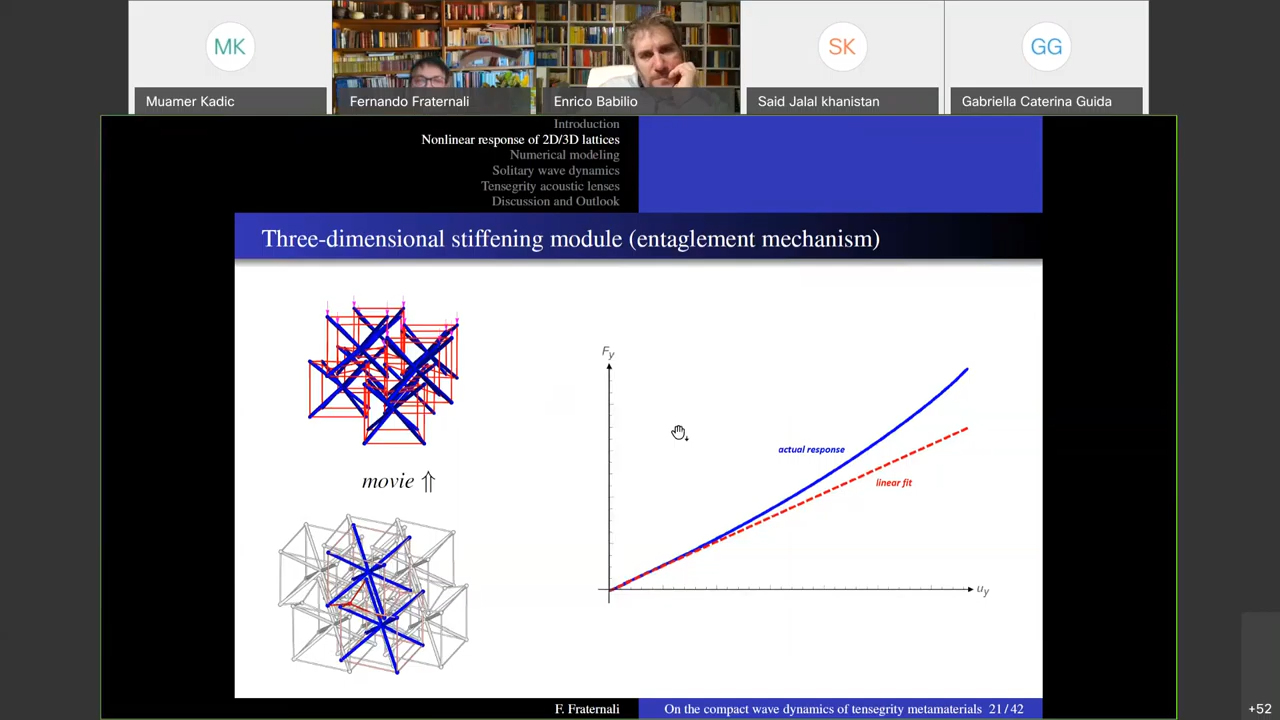 MK
SK
GG
Muamer Kadic
Fernando Fraternali
Enrico Babilio
Said Jalal khanistan
Gabriella Caterina Guida
Introduction
Nonlinear response of 2D/3D lattices
Numerical modeling
Solitary wave dynamics
Tensegrity acoustic lenses
Discussion and Outlook
Three-dimensional stiffening module (entaglement mechanism)
movie ⇑
Fy
actual response
linear fit
uy
F. Fraternali
On the compact wave dynamics of tensegrity metamaterials 21 / 42
+52